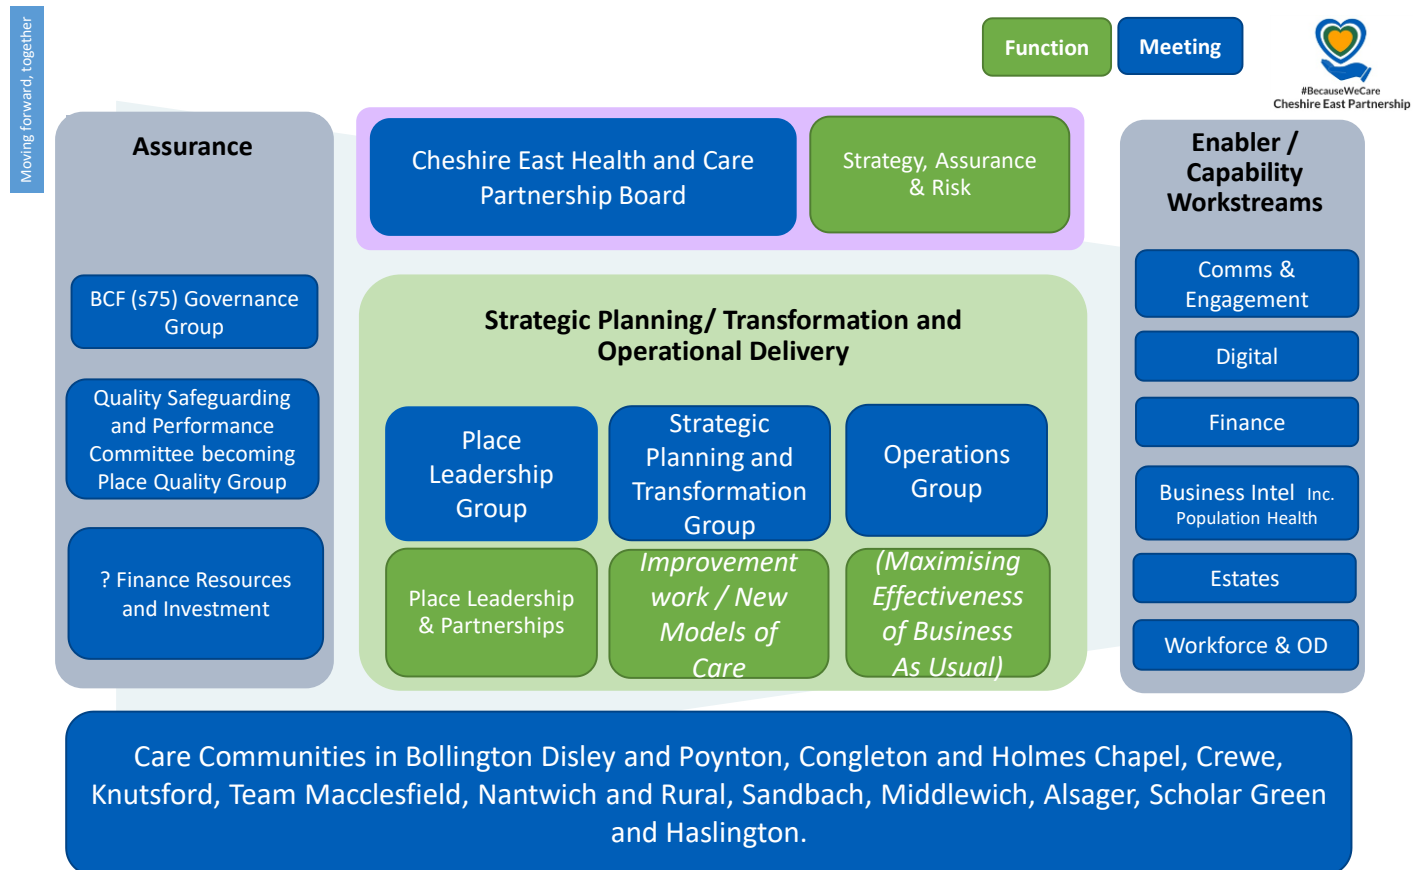 Moving forward, together
Function
Meeting
#BecauseWeCare
Cheshire East Partnership
Assurance
BCF (s75) Governance
Group
Quality Safeguarding
and Performance
Committee becoming
Place Quality Group
? Finance Resources
and Investment
Cheshire East Health and Care
Partnership Board
Strategy, Assurance
& Risk
Strategic Planning/ Transformation and
Operational Delivery
Place
Leadership
Group
Strategic
Planning and
Transformation
Group
Operations
Group
Place Leadership
& Partnerships
Improvement
work / New
Models of
Care
(Maximising
Effectiveness
of Business
As Usual)
Enabler /
Capability
Workstreams
Comms &
Engagement
Digital
Finance
Business Intel Inc.
Population Health
Estates
Workforce & OD
Care Communities in Bollington Disley and Poynton, Congleton and Holmes Chapel, Crewe,
Knutsford, Team Macclesfield, Nantwich and Rural, Sandbach, Middlewich, Alsager, Scholar Green
and Haslington.